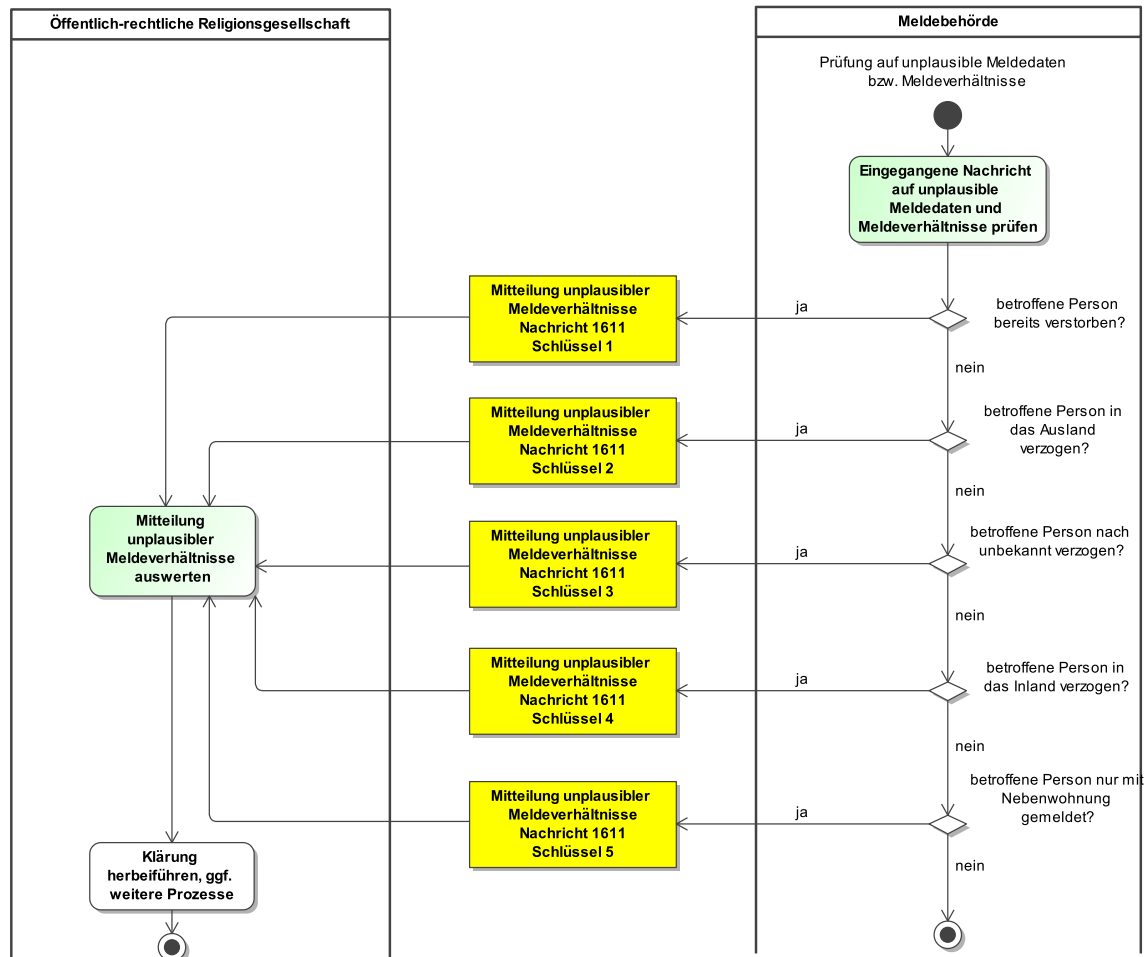 Öffentlich-rechtliche Religionsgesellschaft
Meldebehörde
Prüfung auf unplausible Meldedaten
bzw. Meldeverhältnisse
Eingegangene Nachricht
auf unplausible
Meldedaten und
Meldeverhältnisse prüfen
betroffene Person
bereits verstorben?
ja
nein
Mitteilung unplausibler
Meldeverhältnisse
Nachricht 1611
Schlüssel 1
betroffene Person in
das Ausland
verzogen?
ja
nein
Mitteilung unplausibler
Meldeverhältnisse
Nachricht 1611
Schlüssel 2
betroffene Person nach
unbekannt verzogen?
ja
nein
Mitteilung unplausibler
Meldeverhältnisse
Nachricht 1611
Schlüssel 3
betroffene Person in
das Inland verzogen?
ja
nein
Mitteilung unplausibler
Meldeverhältnisse
Nachricht 1611
Schlüssel 4
betroffene Person nur mit
Nebenwohnung
gemeldet?
ja
nein
Mitteilung unplausibler
Meldeverhältnisse
Nachricht 1611
Schlüssel 5
Mitteilung
unplausibler
Meldeverhältnisse
auswerten
Klärung
herbeiführen, ggf.
weitere Prozesse